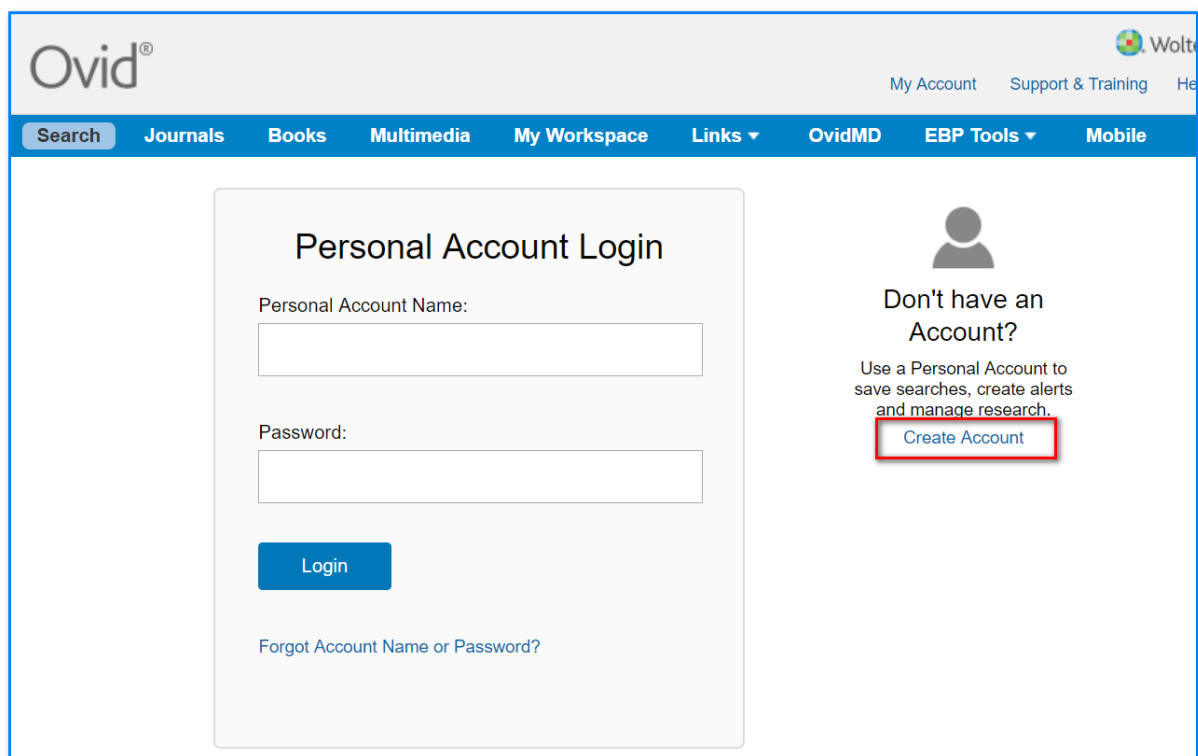 Ovid®
My Account Support & Training
Search Journals Books Multimedia My Workspace Links OvidMD EBP Tools Mobile
Personal Account Login
Personal Account Name:
Password:
Login
Forgot Account Name or Password?
Don't have an
Account?
Use a Personal Account to
save searches, create alerts
and manage research.
Create Account